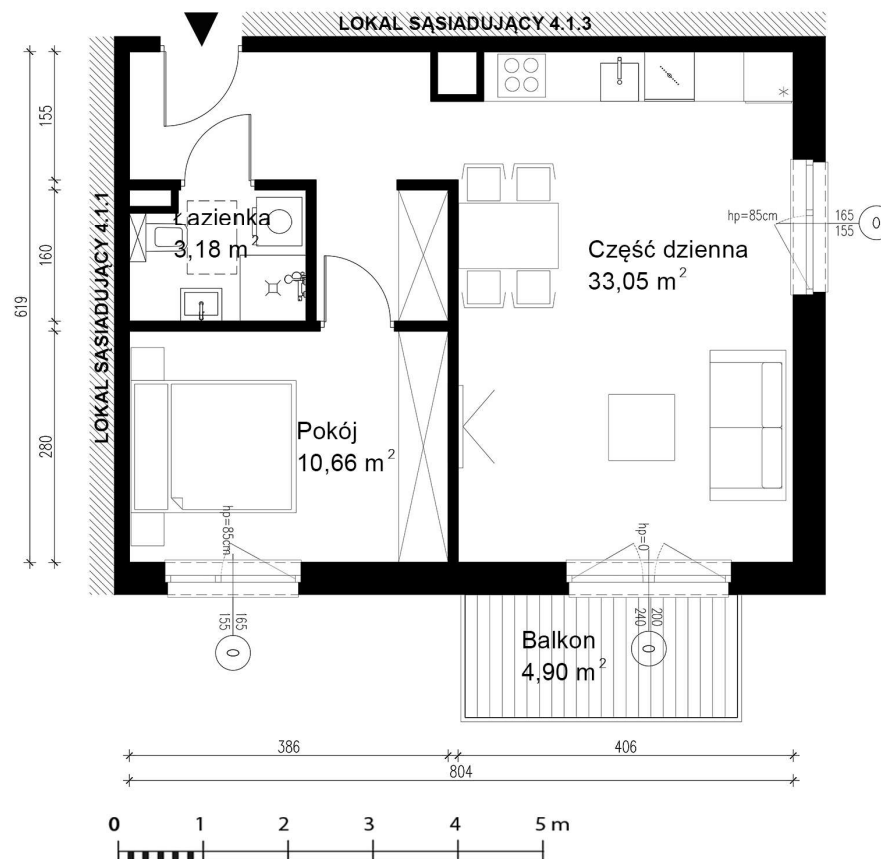 LOKAL SĄSIADUJĄCY 4.1.3
LOKAL SĄSIADUJĄCY 4.1.1
155
160
280
619
Łazienka
3,18 m²
Część dzienna
33,05 m²
hp=85cm
165
155
0
Pokój
10,66 m²
hp=85cm
165
155
0
hp=0
200
240
0
Balkon
4,90 m²
386
406
804
0 1 2 3 4 5 m